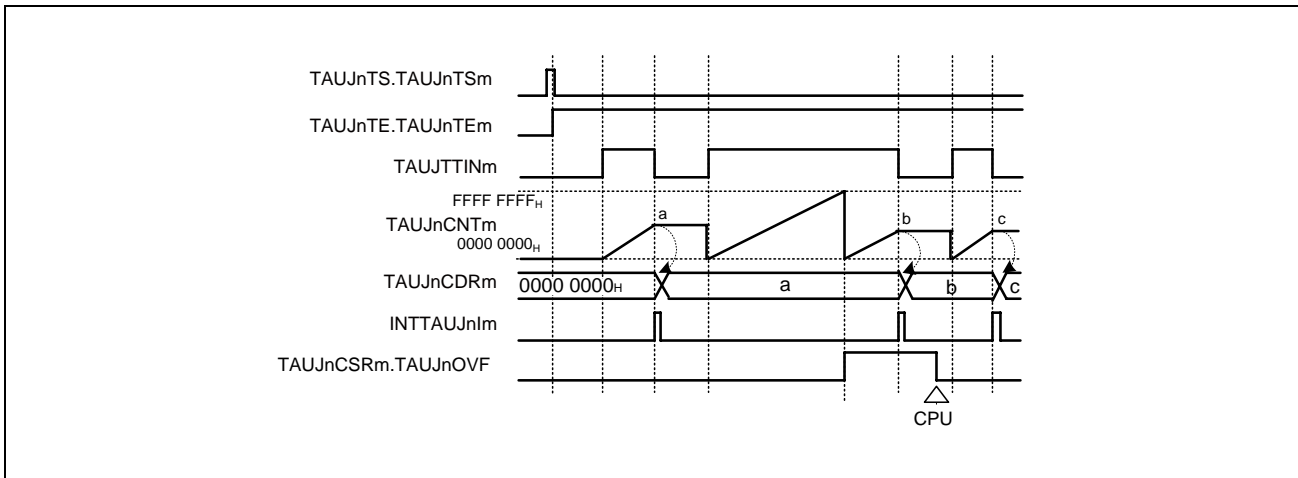 TAUJnTS.TAUJnTSm
TAUJnTE.TAUJnTEm
TAUJTTINm
FFFF FFFFH
TAUJnCNTm
0000 0000H
a
b
c
TAUJnCDRm
0000 0000H
a
b
c
INTTAUJnIm
TAUJnCSRm.TAUJnOVF
CPU